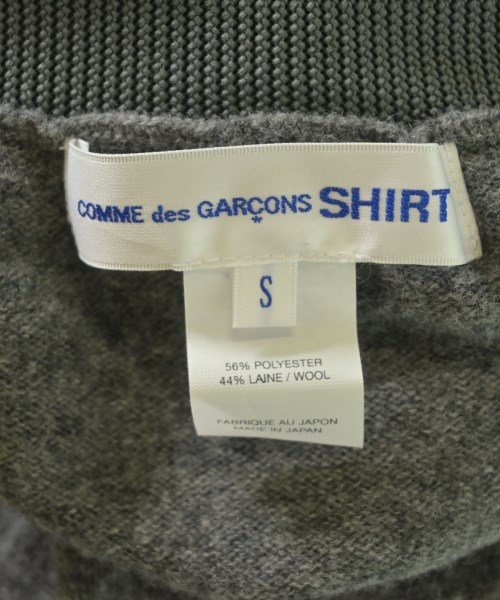 COMME des GARÇONS SHIRT
S
56% POLYESTER
44% LAINE / WOOL
FABRIQUE AU JAPON
MADE IN JAPAN